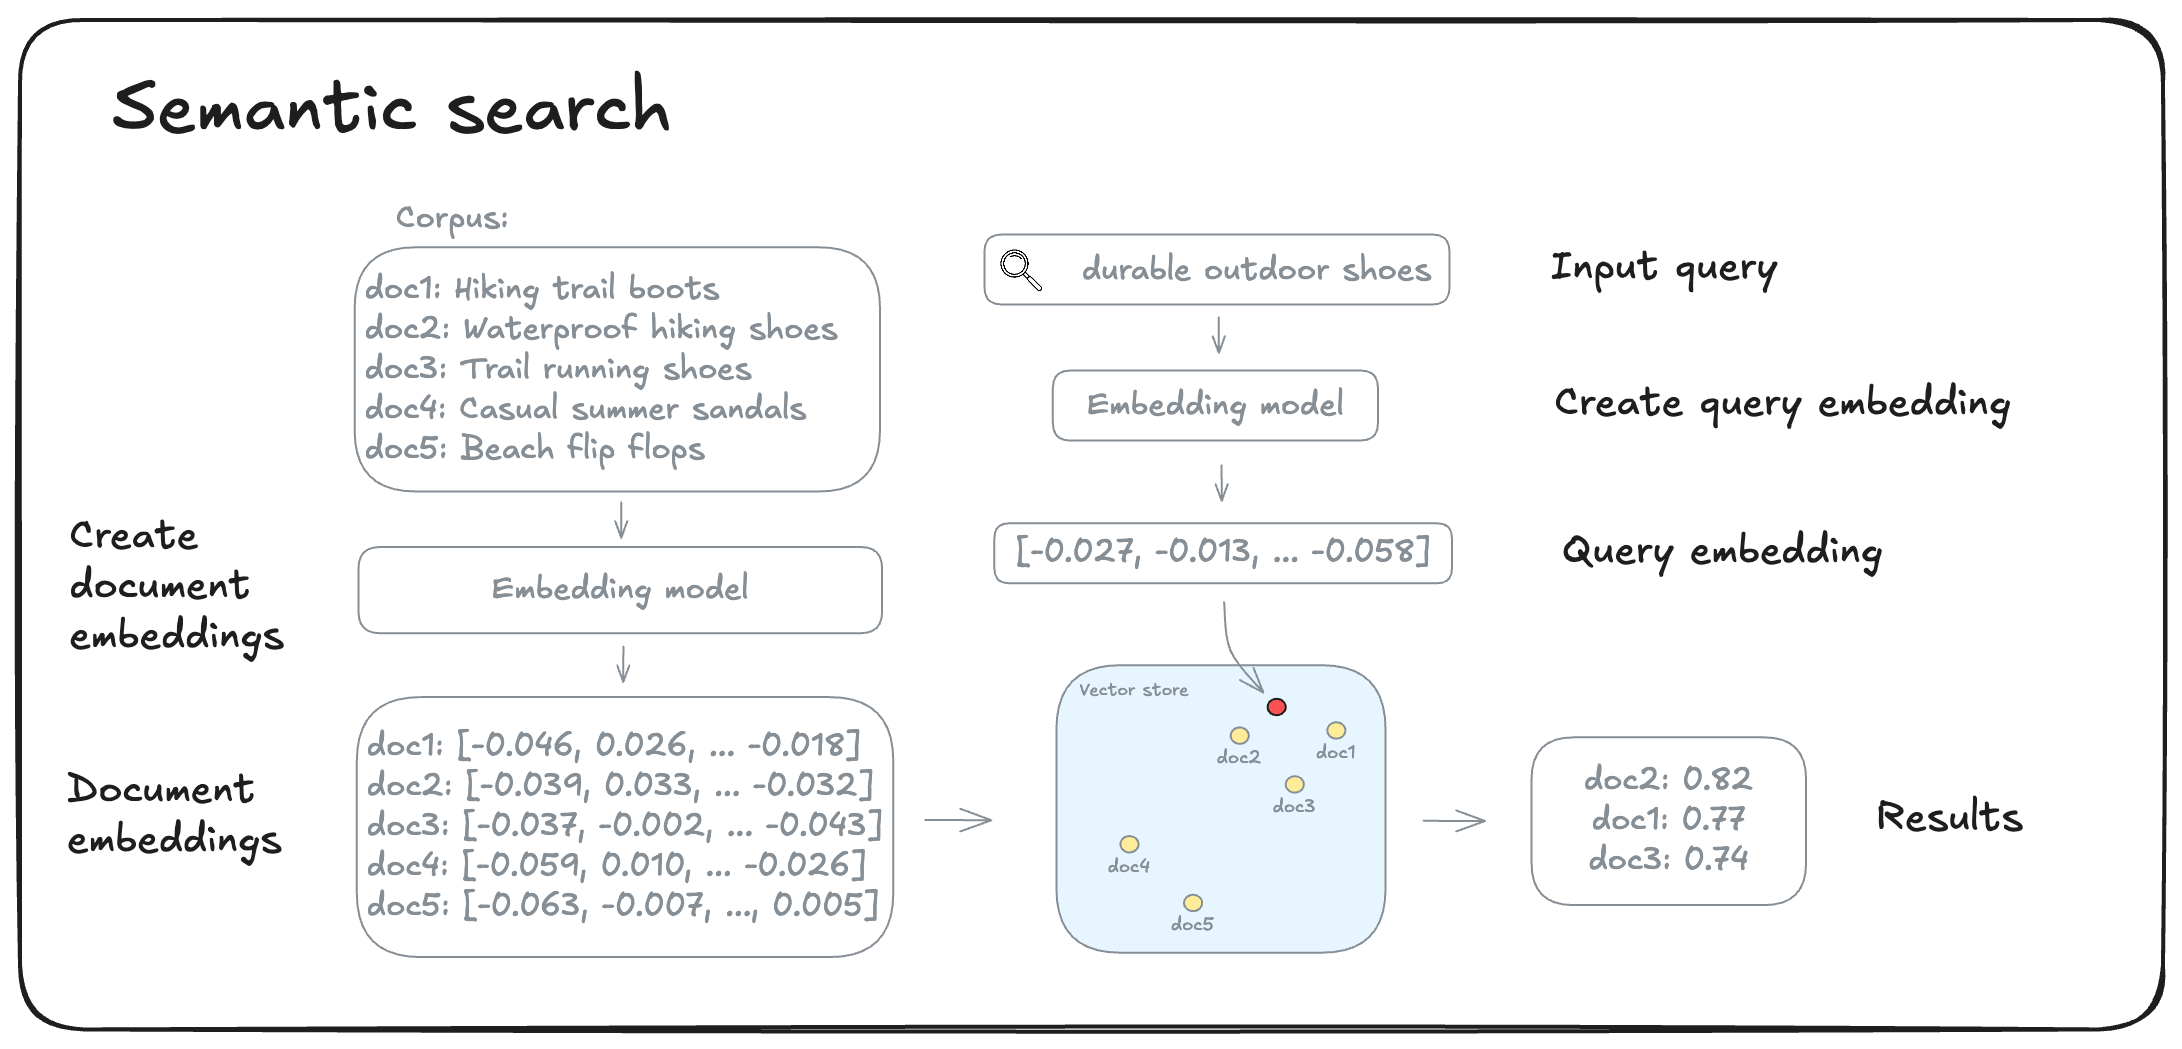 Semantic search
Corpus:
doc1: Hiking trail boots
doc2: Waterproof hiking shoes
doc3: Trail running shoes
doc4: Casual summer sandals
doc5: Beach flip flops
Create
document
embeddings
Embedding model
Document
embeddings
doc1: [-0.046, 0.026, ... -0.018]
doc2: [-0.039, 0.033, ... -0.032]
doc3: [-0.037, -0.002, ... -0.043]
doc4: [-0.059, 0.010, ... -0.026]
doc5: [-0.063, -0.007, ..., 0.005]
durable outdoor shoes
Input query
Embedding model
Create query embedding
[-0.027, -0.013, ... -0.058]
Query embedding
Vector store
doc2
doc1
doc3
doc4
doc5
doc2: 0.82
doc1: 0.77
doc3: 0.74
Results